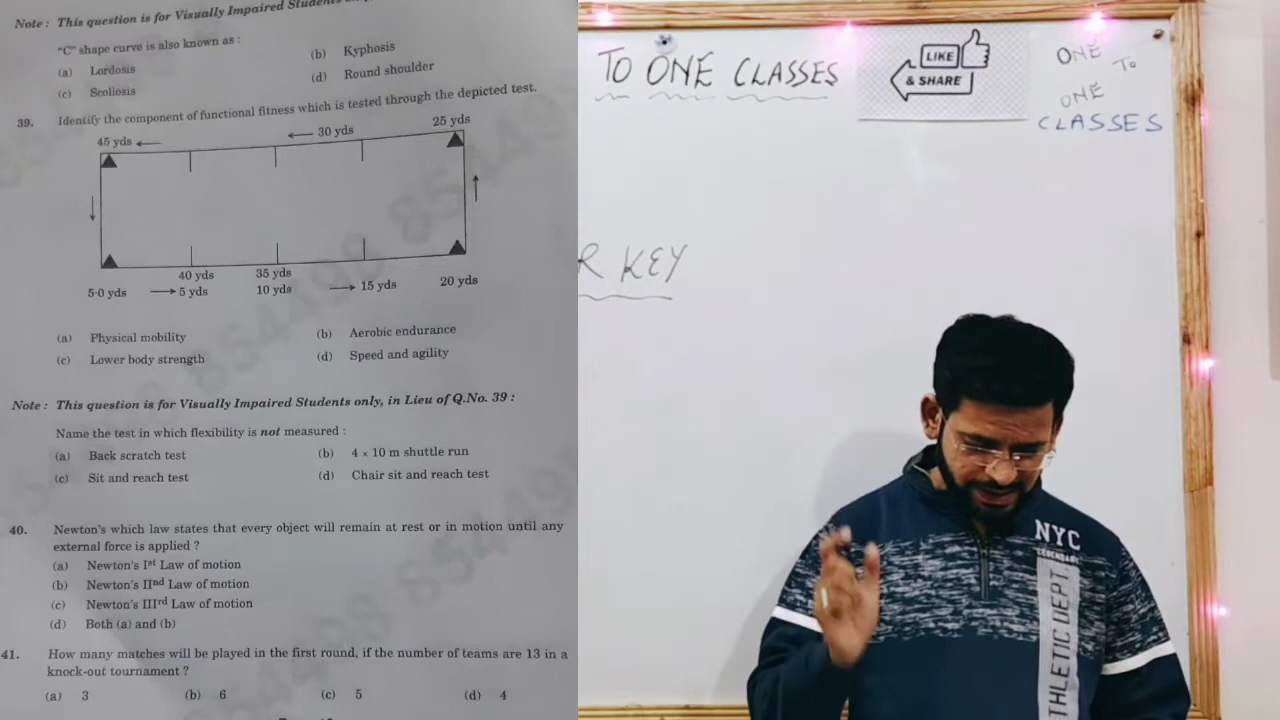 Note : This question is for Visually Impaired Students
"C" shape curve is also known as :
(a) Lordosis (b) Kyphosis
(c) Scoliosis (d) Round shoulder
39. Identify the component of functional fitness which is tested through the depicted test.
45 yds ← ← 30 yds 25 yds
40 yds 35 yds
5·0 yds → 5 yds 10 yds → 15 yds 20 yds
(a) Physical mobility (b) Aerobic endurance
(c) Lower body strength (d) Speed and agility
Note : This question is for Visually Impaired Students only, in Lieu of Q.No. 39 :
Name the test in which flexibility is not measured :
(a) Back scratch test (b) 4 × 10 m shuttle run
(c) Sit and reach test (d) Chair sit and reach test
40. Newton's which law states that every object will remain at rest or in motion until any
external force is applied ?
(a) Newton's Ist Law of motion
(b) Newton's IInd Law of motion
(c) Newton's IIIrd Law of motion
(d) Both (a) and (b)
41. How many matches will be played in the first round, if the number of teams are 13 in a
knock-out tournament ?
(a) 3 (b) 6 (c) 5 (d) 4
TO ONE CLASSES
LIKE
& SHARE
ONE
TO
ONE
CLASSES
R KEY
NYC
LEGENDARY
THLETIC DEPT.